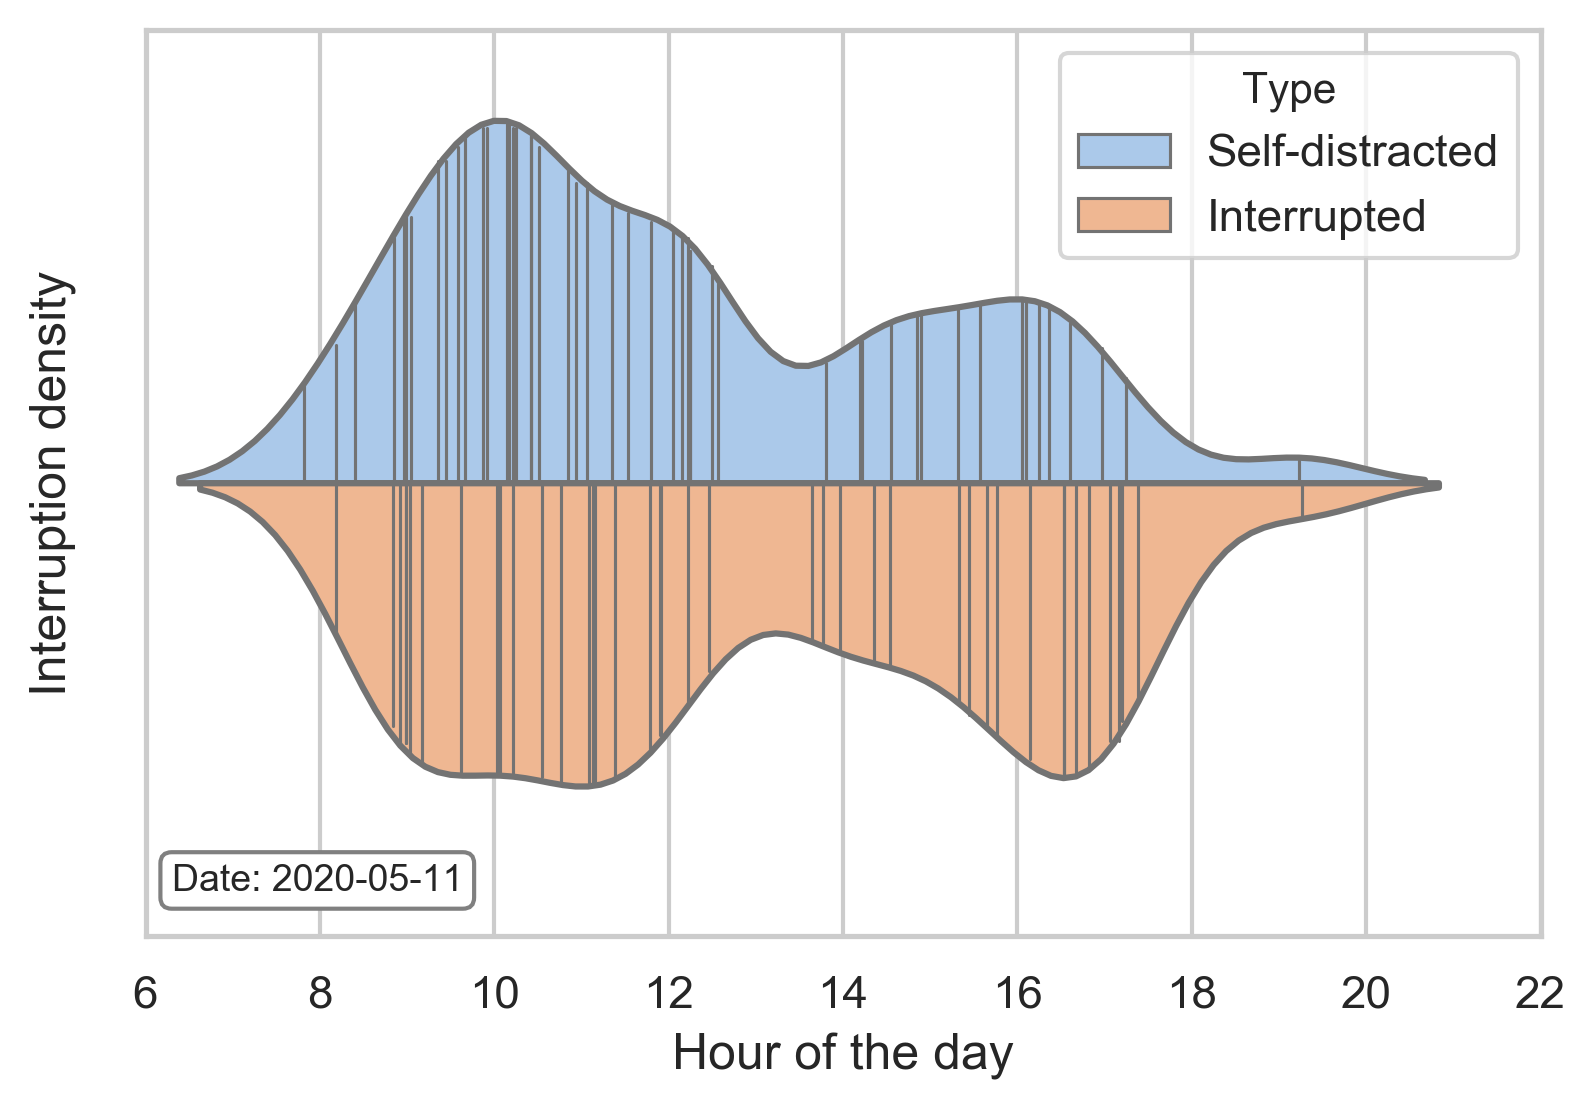 Type
Self-distracted
Interrupted
Interruption density
Date: 2020-05-11
6 8 10 12 14 16 18 20 22
Hour of the day